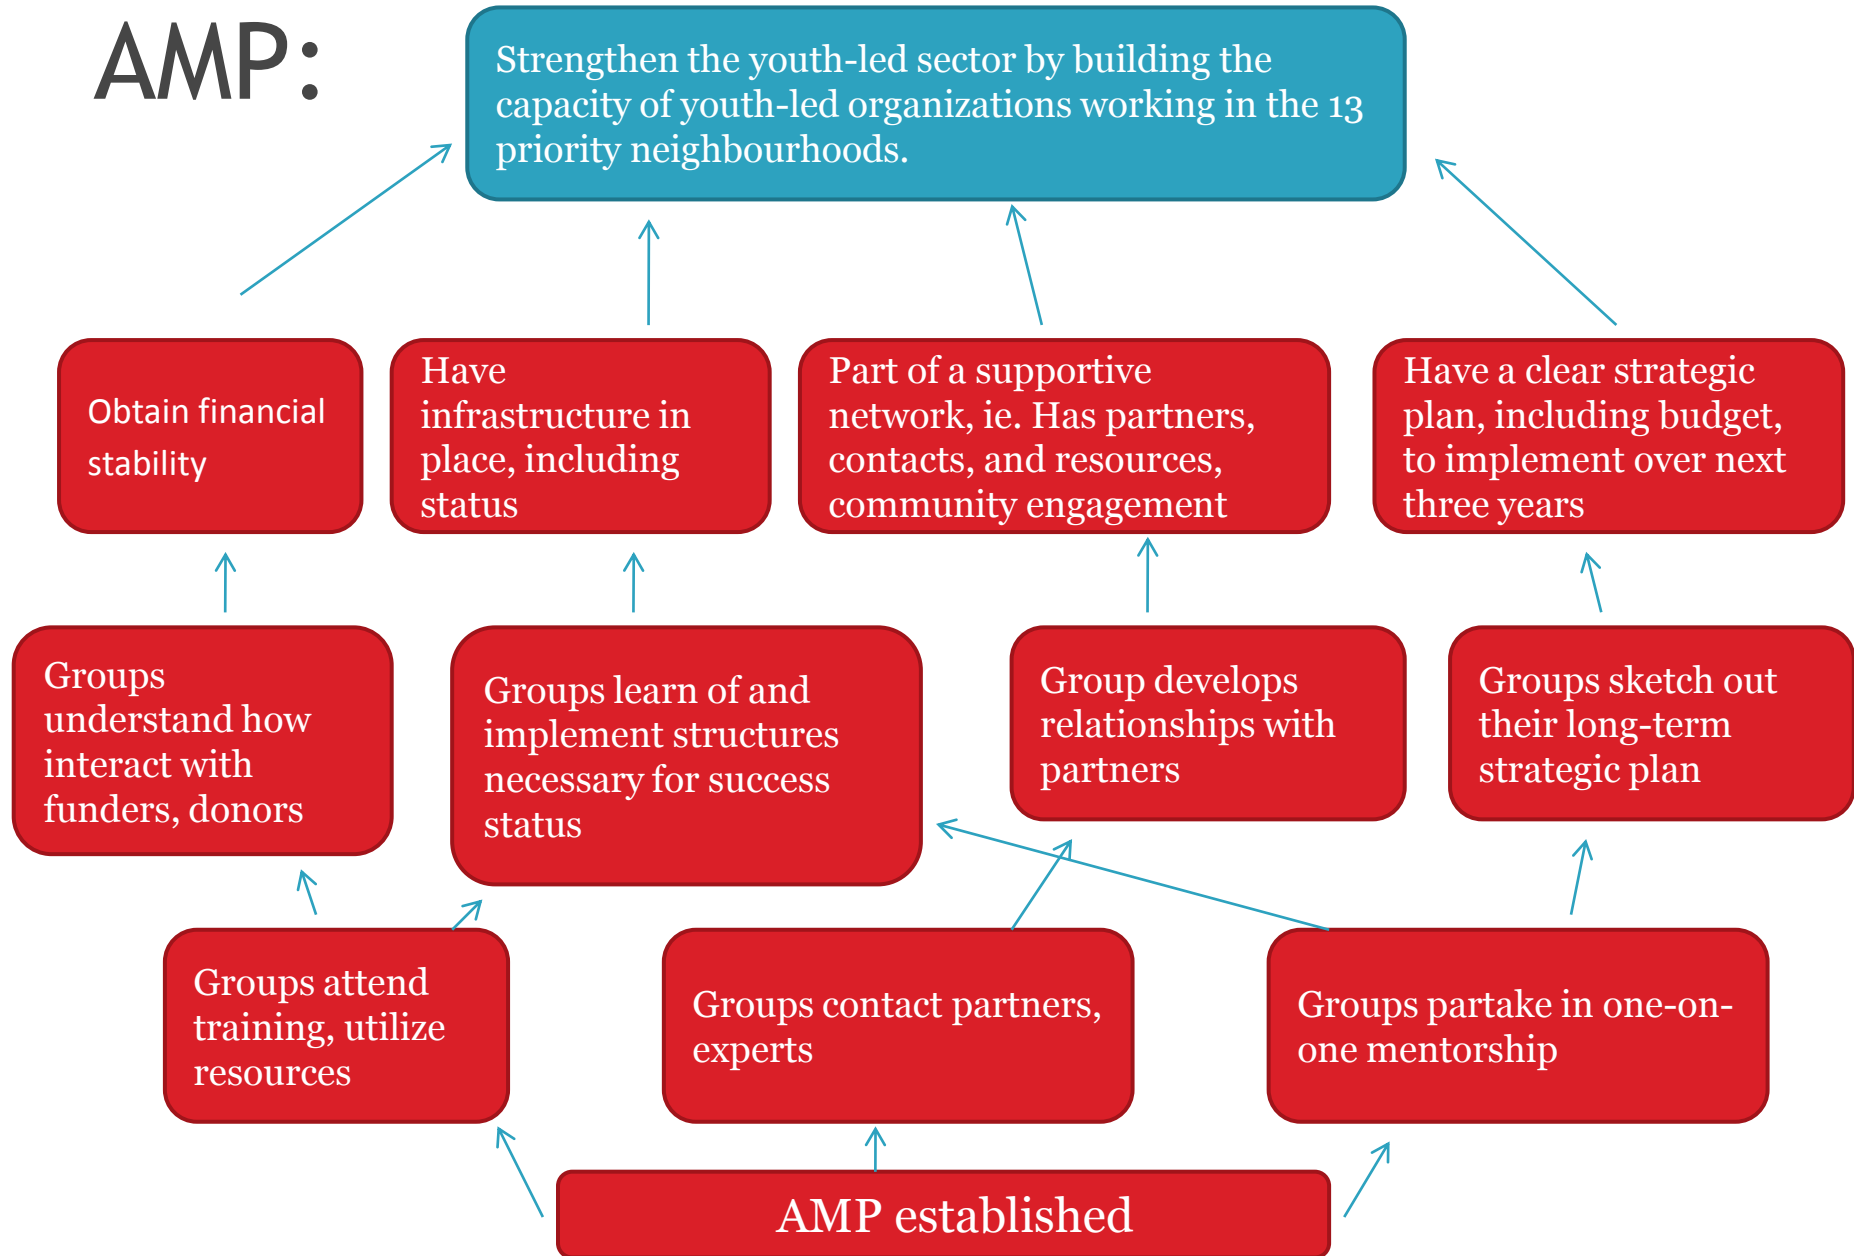 AMP:
Strengthen the youth-led sector by building the
capacity of youth-led organizations working in the 13
priority neighbourhoods.
Obtain financial
stability
Have
infrastructure in
place, including
status
Part of a supportive
network, ie. Has partners,
contacts, and resources,
community engagement
Have a clear strategic
plan, including budget,
to implement over next
three years
Groups
understand how
interact with
funders, donors
Groups learn of and
implement structures
necessary for success
status
Group develops
relationships with
partners
Groups sketch out
their long-term
strategic plan
Groups attend
training, utilize
resources
Groups contact partners,
experts
Groups partake in one-on-
one mentorship
AMP established